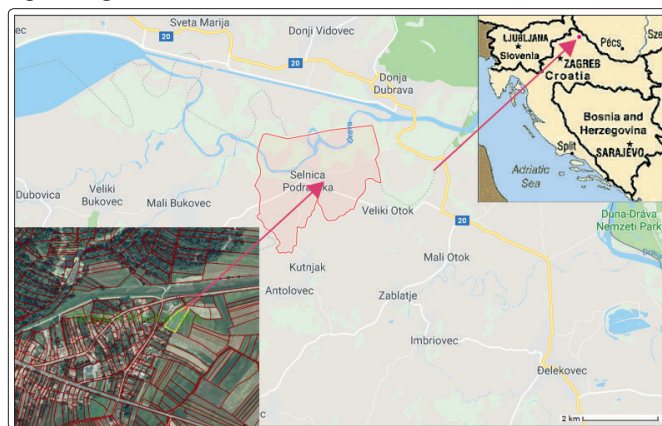 Sveta Marija
Donji Vidovec
20
20
Donja
Dubrava
Drava
Selnica
Podravska
Dubovica
Veliki
Bukovec
Mali Bukovec
Veliki Otok
20
Mali Otok
Kutnjak
Antolovec
Zablatje
Imbriovec
Đelekovec
Duna-Dráva
Nemzeti Park
2 km
LJUBLJANA
Slovenia
Pécs
ZAGREB
Croatia
Bosnia and
Herzegovina
Split
SARAJEVO
Adriatic
Sea